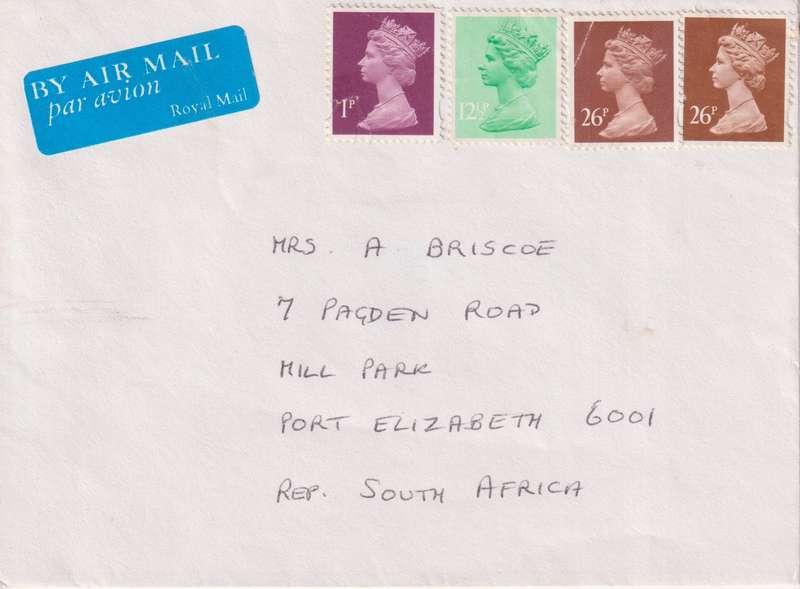 BY AIR MAIL
par avion
Royal Mail
1P
12½P
26P
26P
MRS. A BRISCOE
7 PAGDEN ROAD
MILL PARK
PORT ELIZABETH 6001
REP. SOUTH AFRICA